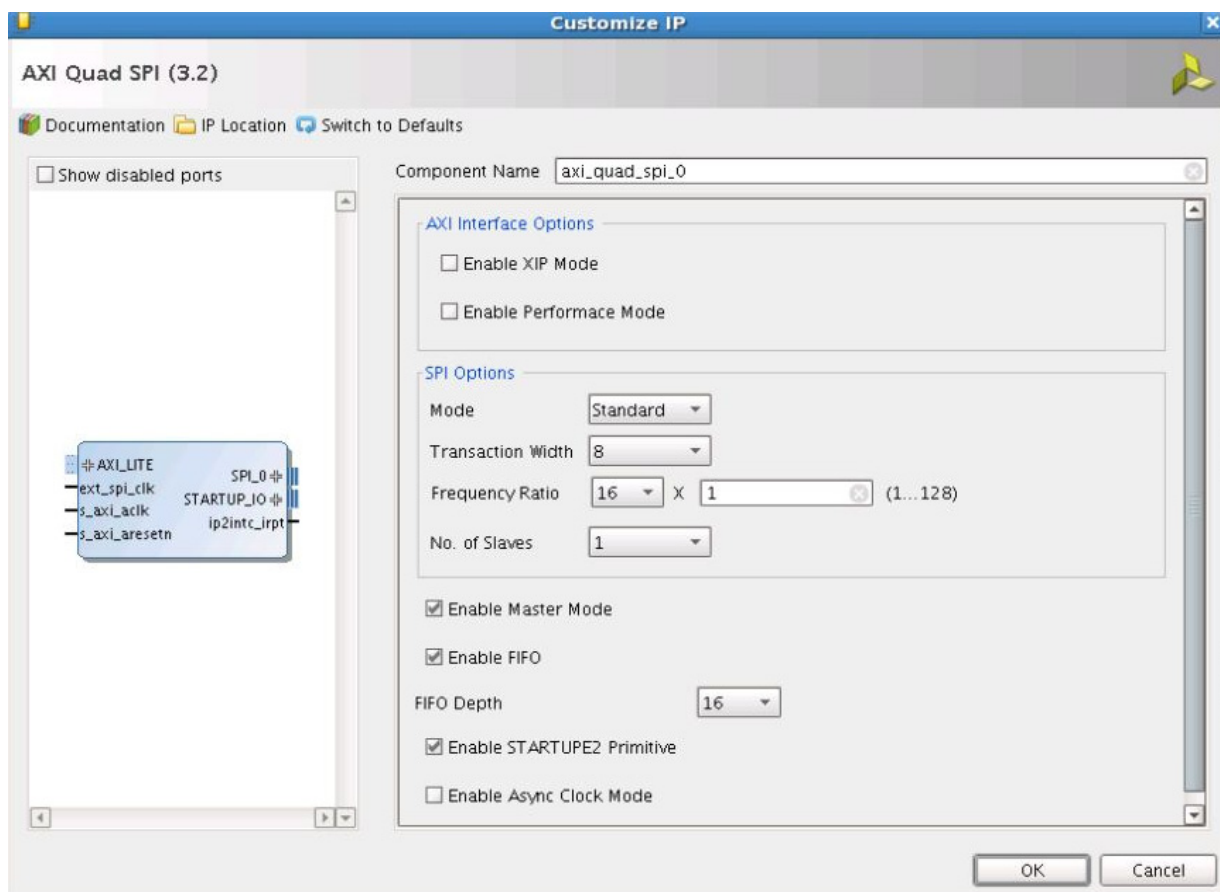 Customize IP
AXI Quad SPI (3.2)
Documentation IP Location Switch to Defaults
Show disabled ports
AXI_LITE
ext_spi_clk
s_axi_aclk
s_axi_aresetn
SPI_0
STARTUP_IO
ip2intc_irpt
Component Name axi_quad_spi_0
AXI Interface Options
Enable XIP Mode
Enable Performace Mode
SPI Options
Mode Standard
Transaction Width 8
Frequency Ratio 16 X 1 (1...128)
No. of Slaves 1
Enable Master Mode
Enable FIFO
FIFO Depth 16
Enable STARTUPE2 Primitive
Enable Async Clock Mode
OK Cancel